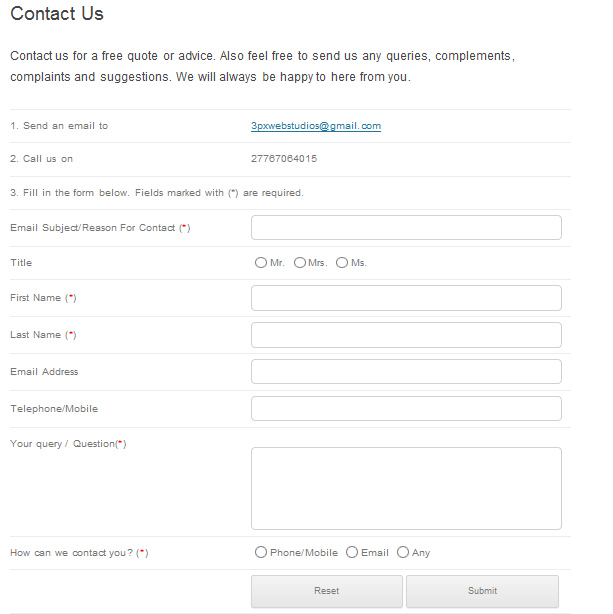 Contact Us
Contact us for a free quote or advice. Also feel free to send us any queries, complements,
complaints and suggestions. We will always be happy to here from you.
1. Send an email to 3pxwebstudios@gmail.com
2. Call us on 27767064015
3. Fill in the form below. Fields marked with (*) are required.
Email Subject/Reason For Contact (*)
Title Mr. Mrs. Ms.
First Name (*)
Last Name (*)
Email Address
Telephone/Mobile
Your query / Question(*)
How can we contact you? (*) Phone/Mobile Email Any
Reset Submit